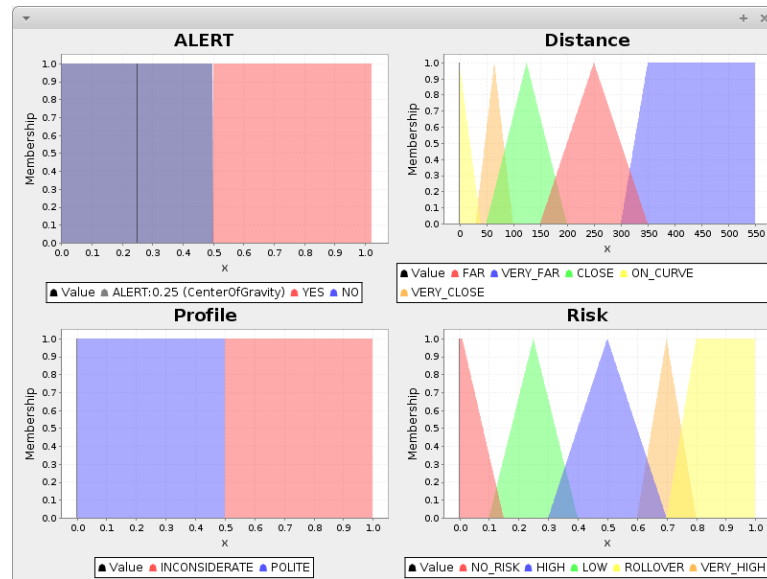 ALERT
Membership
1.0
0.9
0.8
0.7
0.6
0.5
0.4
0.3
0.2
0.1
0.0
0.0 0.1 0.2 0.3 0.4 0.5 0.6 0.7 0.8 0.9 1.0
x
Value ALERT:0.25 (CenterOfGravity) YES NO
Distance
Membership
1.0
0.9
0.8
0.7
0.6
0.5
0.4
0.3
0.2
0.1
0.0
0 50 100 150 200 250 300 350 400 450 500 550
x
Value FAR VERY_FAR CLOSE ON_CURVE
VERY_CLOSE
Profile
Membership
1.0
0.9
0.8
0.7
0.6
0.5
0.4
0.3
0.2
0.1
0.0
0.0 0.1 0.2 0.3 0.4 0.5 0.6 0.7 0.8 0.9 1.0
x
Value INCONSIDERATE POLITE
Risk
Membership
1.0
0.9
0.8
0.7
0.6
0.5
0.4
0.3
0.2
0.1
0.0
0.0 0.1 0.2 0.3 0.4 0.5 0.6 0.7 0.8 0.9 1.0
x
Value NO_RISK HIGH LOW ROLLOVER VERY_HIGH